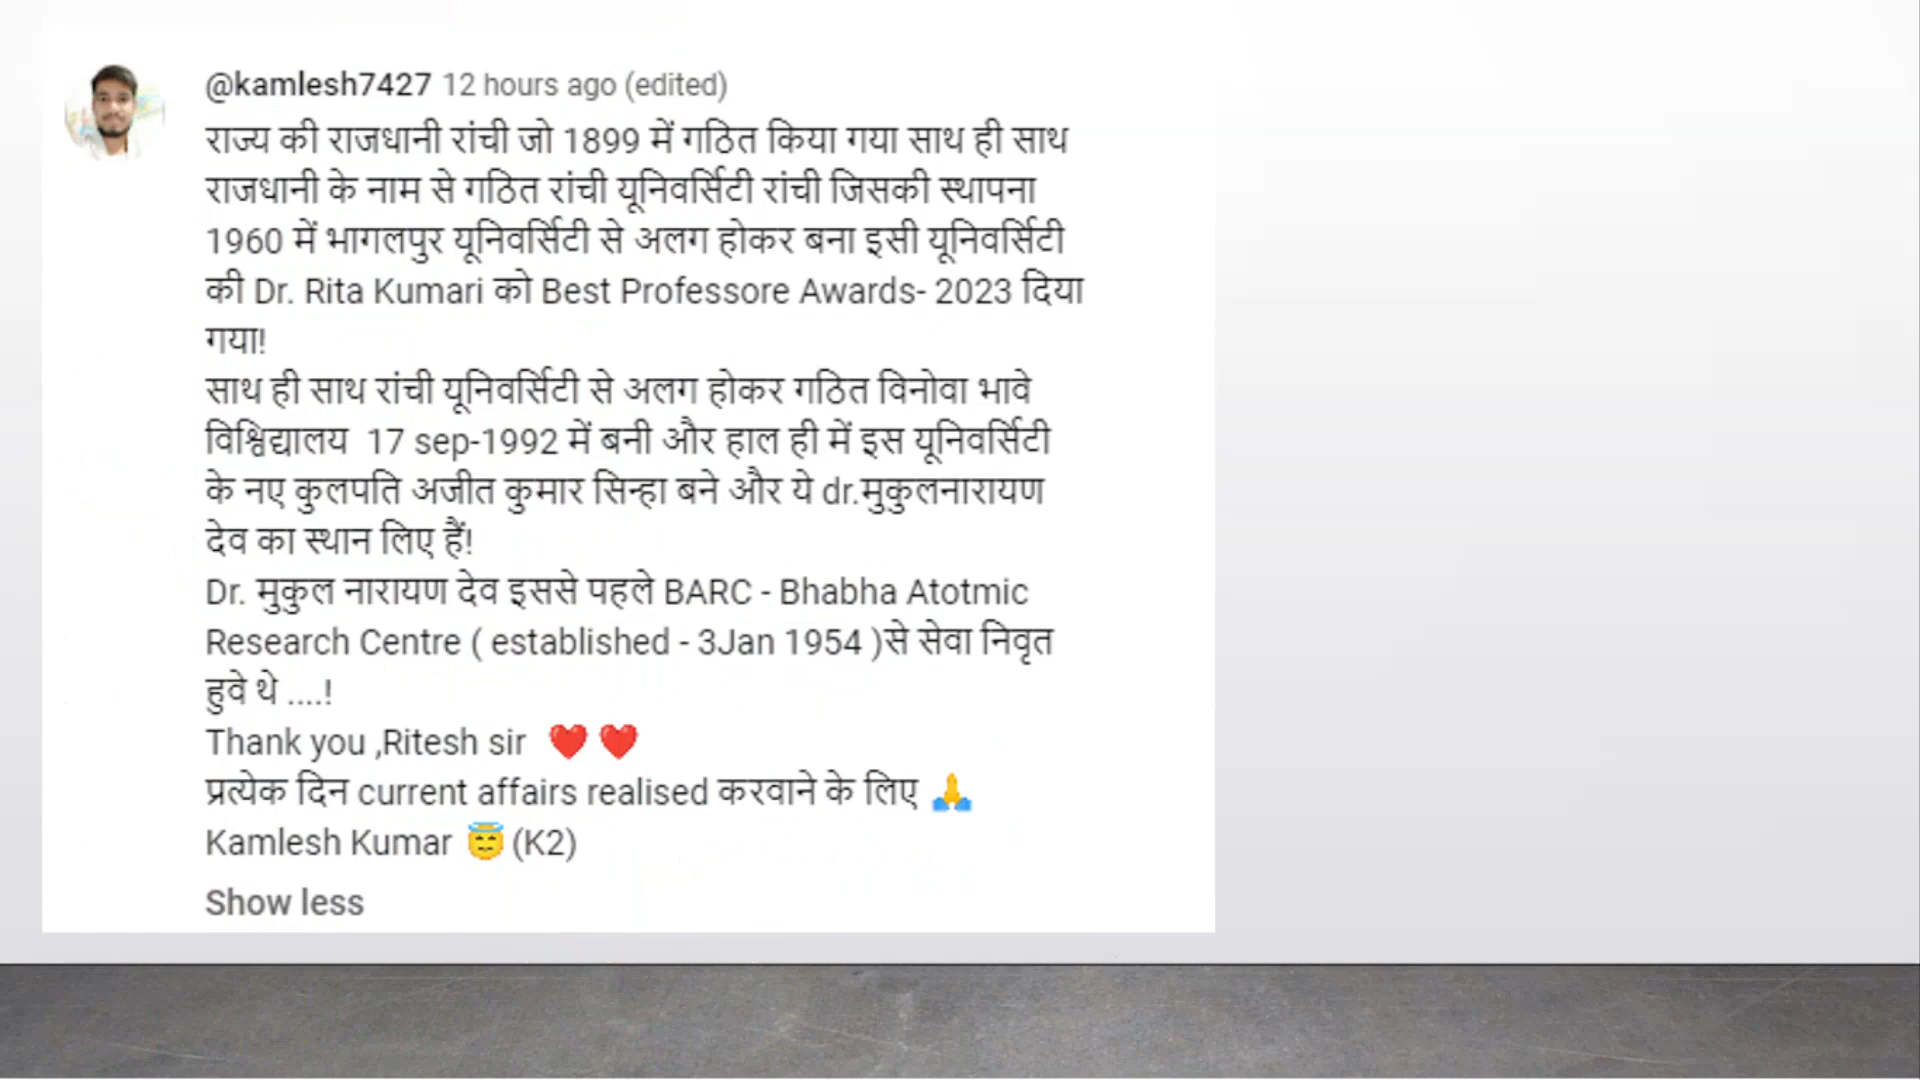 @kamlesh7427 12 hours ago (edited)
राज्य की राजधानी रांची जो 1899 में गठित किया गया साथ ही साथ
राजधानी के नाम से गठित रांची यूनिवर्सिटी रांची जिसकी स्थापना
1960 में भागलपुर यूनिवर्सिटी से अलग होकर बना इसी यूनिवर्सिटी
की Dr. Rita Kumari को Best Professore Awards- 2023 दिया
गया!
साथ ही साथ रांची यूनिवर्सिटी से अलग होकर गठित विनोवा भावे
विश्विद्यालय 17 sep-1992 में बनी और हाल ही में इस यूनिवर्सिटी
के नए कुलपति अजीत कुमार सिन्हा बने और ये dr.मुकुलनारायण
देव का स्थान लिए हैं!
Dr. मुकुल नारायण देव इससे पहले BARC - Bhabha Atotmic
Research Centre ( established - 3Jan 1954 )से सेवा निवृत
हुवे थे ....!
Thank you ,Ritesh sir ❤️ ❤️
प्रत्येक दिन current affairs realised करवाने के लिए 🙏
Kamlesh Kumar 😇 (K2)
Show less